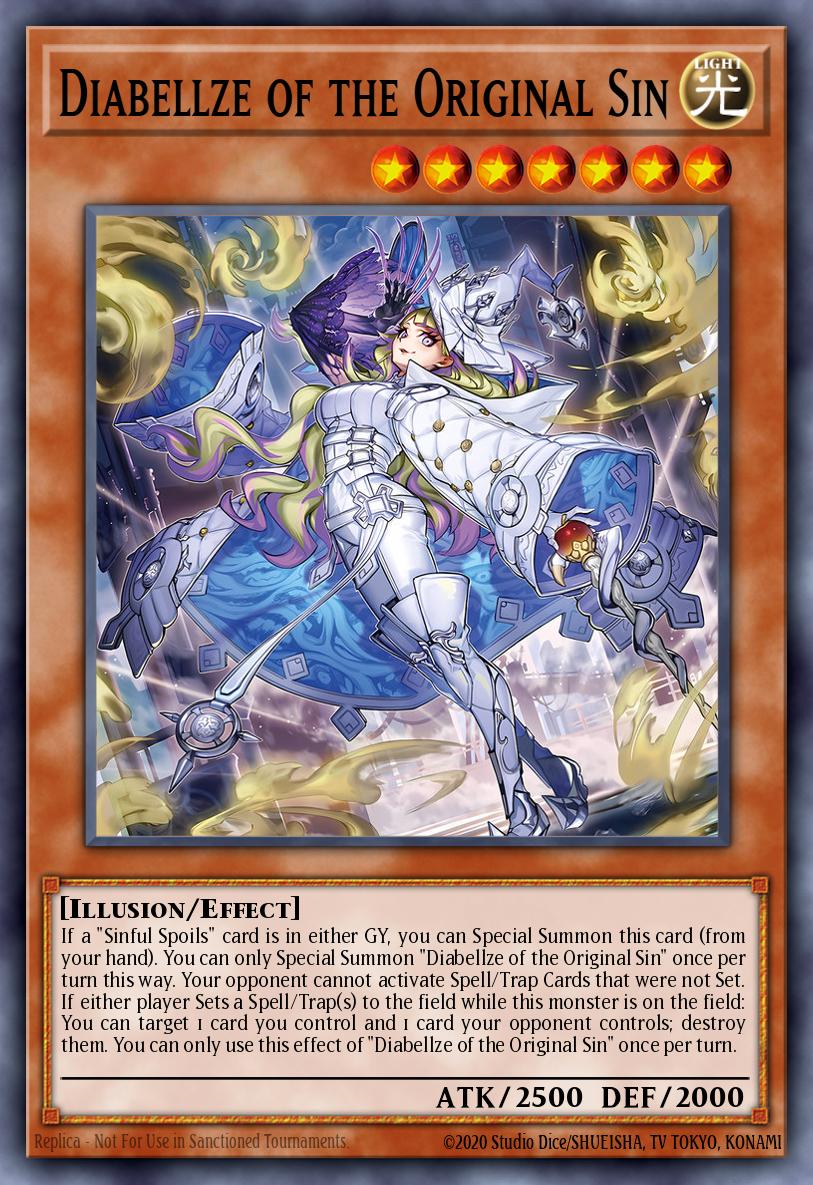 Diabellze of the Original Sin
LIGHT
光
[Illusion/Effect]
If a "Sinful Spoils" card is in either GY, you can Special Summon this card (from
your hand). You can only Special Summon "Diabellze of the Original Sin" once per
turn this way. Your opponent cannot activate Spell/Trap Cards that were not Set.
If either player Sets a Spell/Trap(s) to the field while this monster is on the field:
You can target 1 card you control and 1 card your opponent controls; destroy
them. You can only use this effect of "Diabellze of the Original Sin" once per turn.
ATK/2500 DEF/2000
Replica - Not For Use in Sanctioned Tournaments.
©2020 Studio Dice/SHUEISHA, TV TOKYO, KONAMI